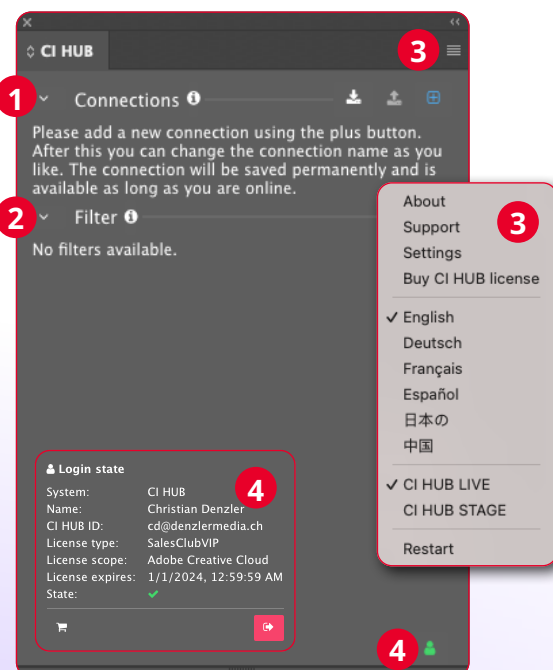 CI HUB
3
1
Connections
Please add a new connection using the plus button.
After this you can change the connection name as you
like. The connection will be saved permanently and is
available as long as you are online.
2
Filter
No filters available.
3
About
Support
Settings
Buy CI HUB license
English
Deutsch
Français
Español
日本の
中国
CI HUB LIVE
CI HUB STAGE
Restart
4
Login state
System: CI HUB
Name: Christian Denzler
CI HUB ID: cd@denzlermedia.ch
License type: SalesClubVIP
License scope: Adobe Creative Cloud
License expires: 1/1/2024, 12:59:59 AM
State:
4